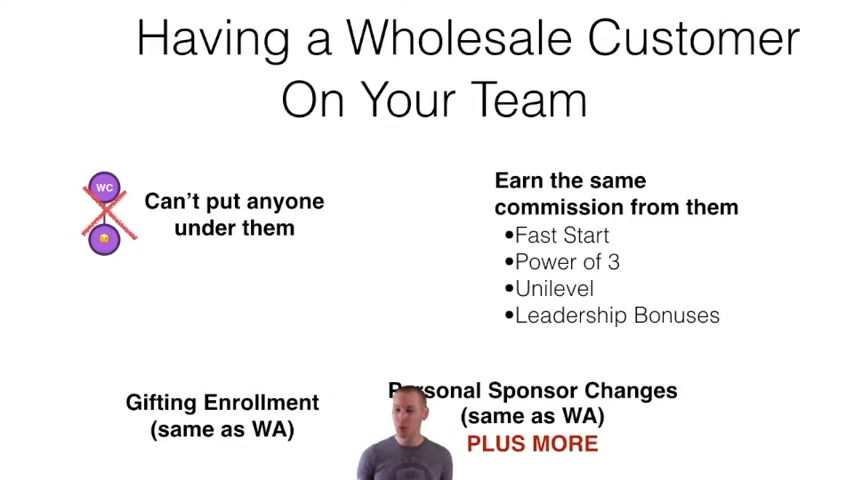 Having a Wholesale Customer
On Your Team
WC
Can't put anyone
under them
Earn the same
commission from them
•Fast Start
•Power of 3
•Unilevel
•Leadership Bonuses
Gifting Enrollment
(same as WA)
Personal Sponsor Changes
(same as WA)
PLUS MORE